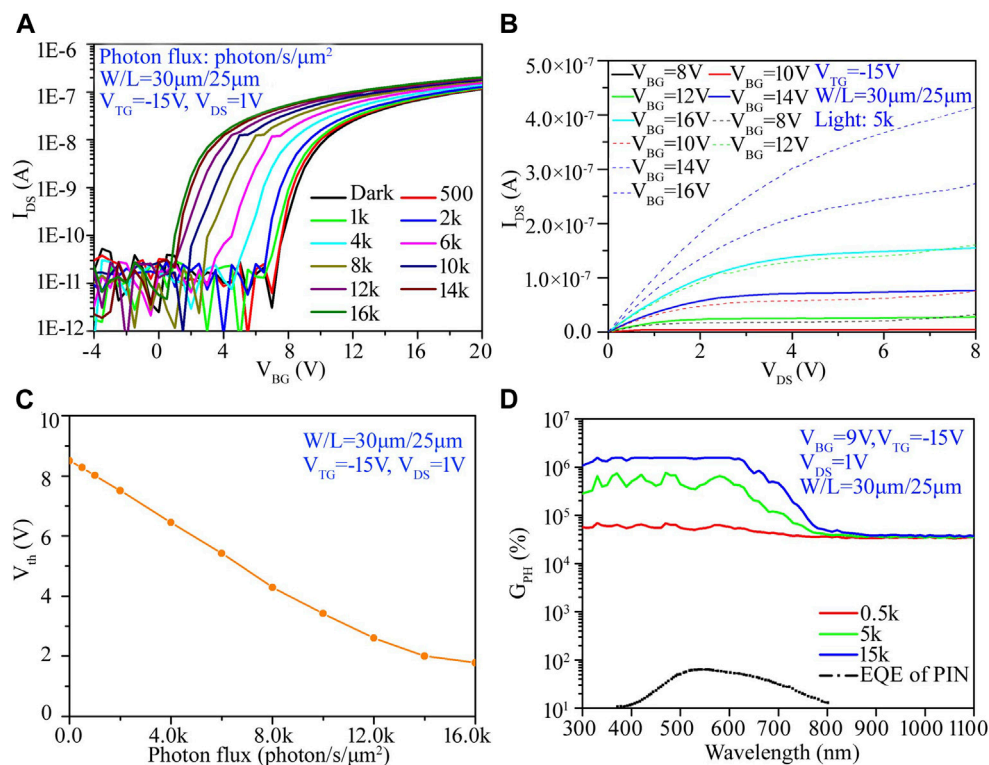 A
Photon flux: photon/s/μm²
W/L=30μm/25μm
V_TG=-15V, V_DS=1V
1E-6
1E-7
1E-8
1E-9
1E-10
1E-11
1E-12
I_DS (A)
Dark 500
1k 2k
4k 6k
8k 10k
12k 14k
16k
-4 0 4 8 12 16 20
V_BG (V)
B
5.0×10⁻⁷
4.0×10⁻⁷
3.0×10⁻⁷
2.0×10⁻⁷
1.0×10⁻⁷
0.0
I_DS (A)
V_BG=8V V_BG=10V V_TG=-15V
V_BG=12V V_BG=14V W/L=30μm/25μm
V_BG=16V V_BG=8V Light: 5k
V_BG=10V V_BG=12V
V_BG=14V
V_BG=16V
0 2 4 6 8
V_DS (V)
C
W/L=30μm/25μm
V_TG=-15V, V_DS=1V
10
8
6
4
2
0
V_th (V)
0.0 4.0k 8.0k 12.0k 16.0k
Photon flux (photon/s/μm²)
D
V_BG=9V,V_TG=-15V
V_DS=1V
W/L=30μm/25μm
10⁷
10⁶
10⁵
10⁴
10³
10²
10¹
G_PH (%)
0.5k
5k
15k
EQE of PIN
300 400 500 600 700 800 900 1000 1100
Wavelength (nm)